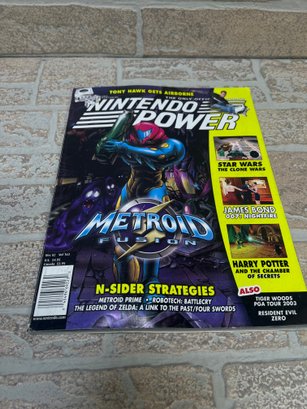 TONY HAWK GETS AIRBORNE
NINTENDO
POWER
STAR WARS
THE CLONE WARS
JAMES BOND
007: NIGHTFIRE
METROID
FUSION
HARRY POTTER
AND THE CHAMBER
OF SECRETS
N-SIDER STRATEGIES
METROID PRIME • ROBOTECH: BATTLECRY
THE LEGEND OF ZELDA: A LINK TO THE PAST/FOUR SWORDS
ALSO
TIGER WOODS
PGA TOUR 2003
RESIDENT EVIL
ZERO